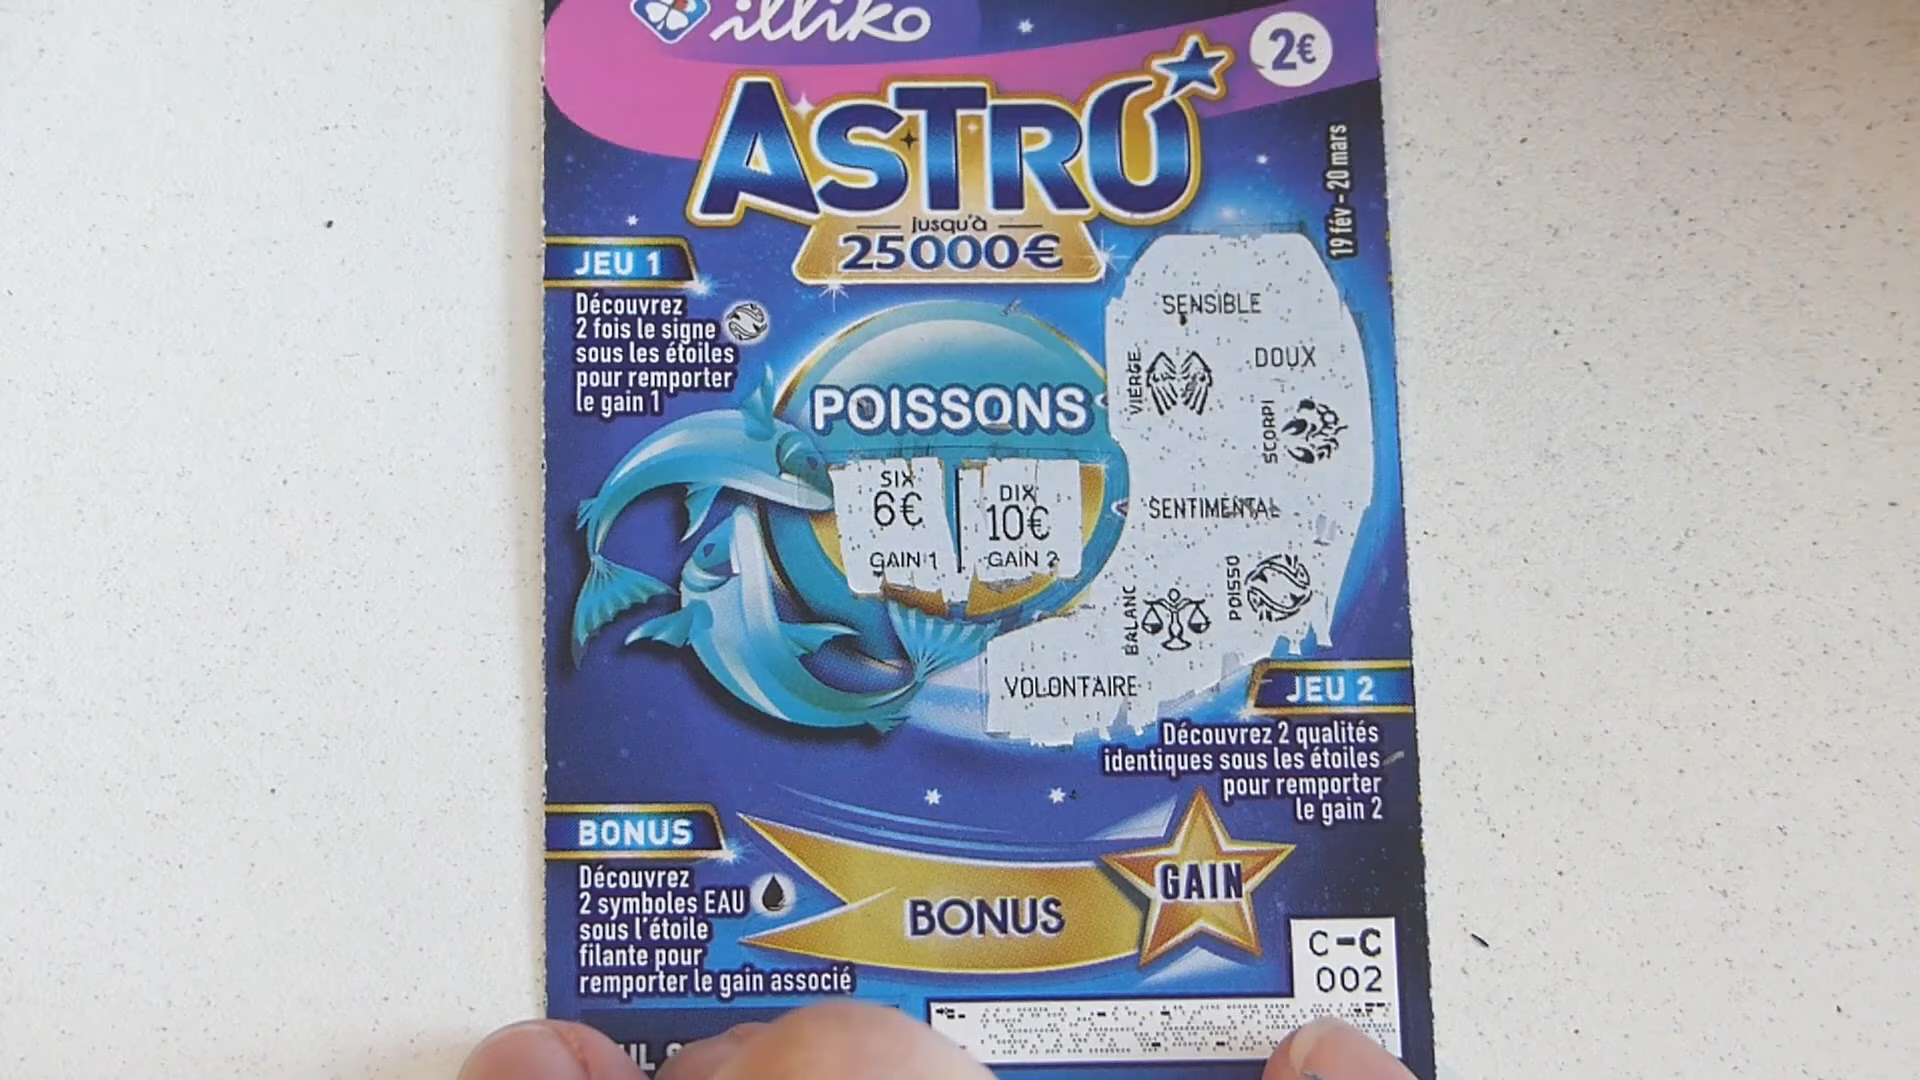 illiko
2€
ASTRO
jusqu'à
25000€
19 fév - 20 mars
JEU 1
Découvrez
2 fois le signe
sous les étoiles
pour remporter
le gain 1
POISSONS
SIX
6€
GAIN 1
DIX
10€
GAIN 2
SENSIBLE
VIERGE
DOUX
SCORPI
SENTIMENTAL
BALANC
POISSO
VOLONTAIRE
JEU 2
Découvrez 2 qualités
identiques sous les étoiles
pour remporter
le gain 2
BONUS
Découvrez
2 symboles EAU
sous l'étoile
filante pour
remporter le gain associé
BONUS
GAIN
C-C
002